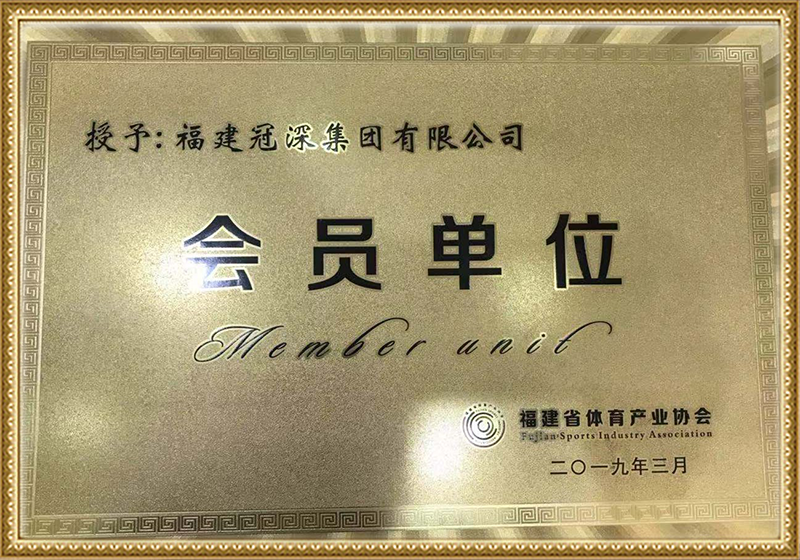 授予:福建冠深集团有限公司
会员单位
Member unit
福建省体育产业协会
Fujian Sports Industry Association
二〇一九年三月